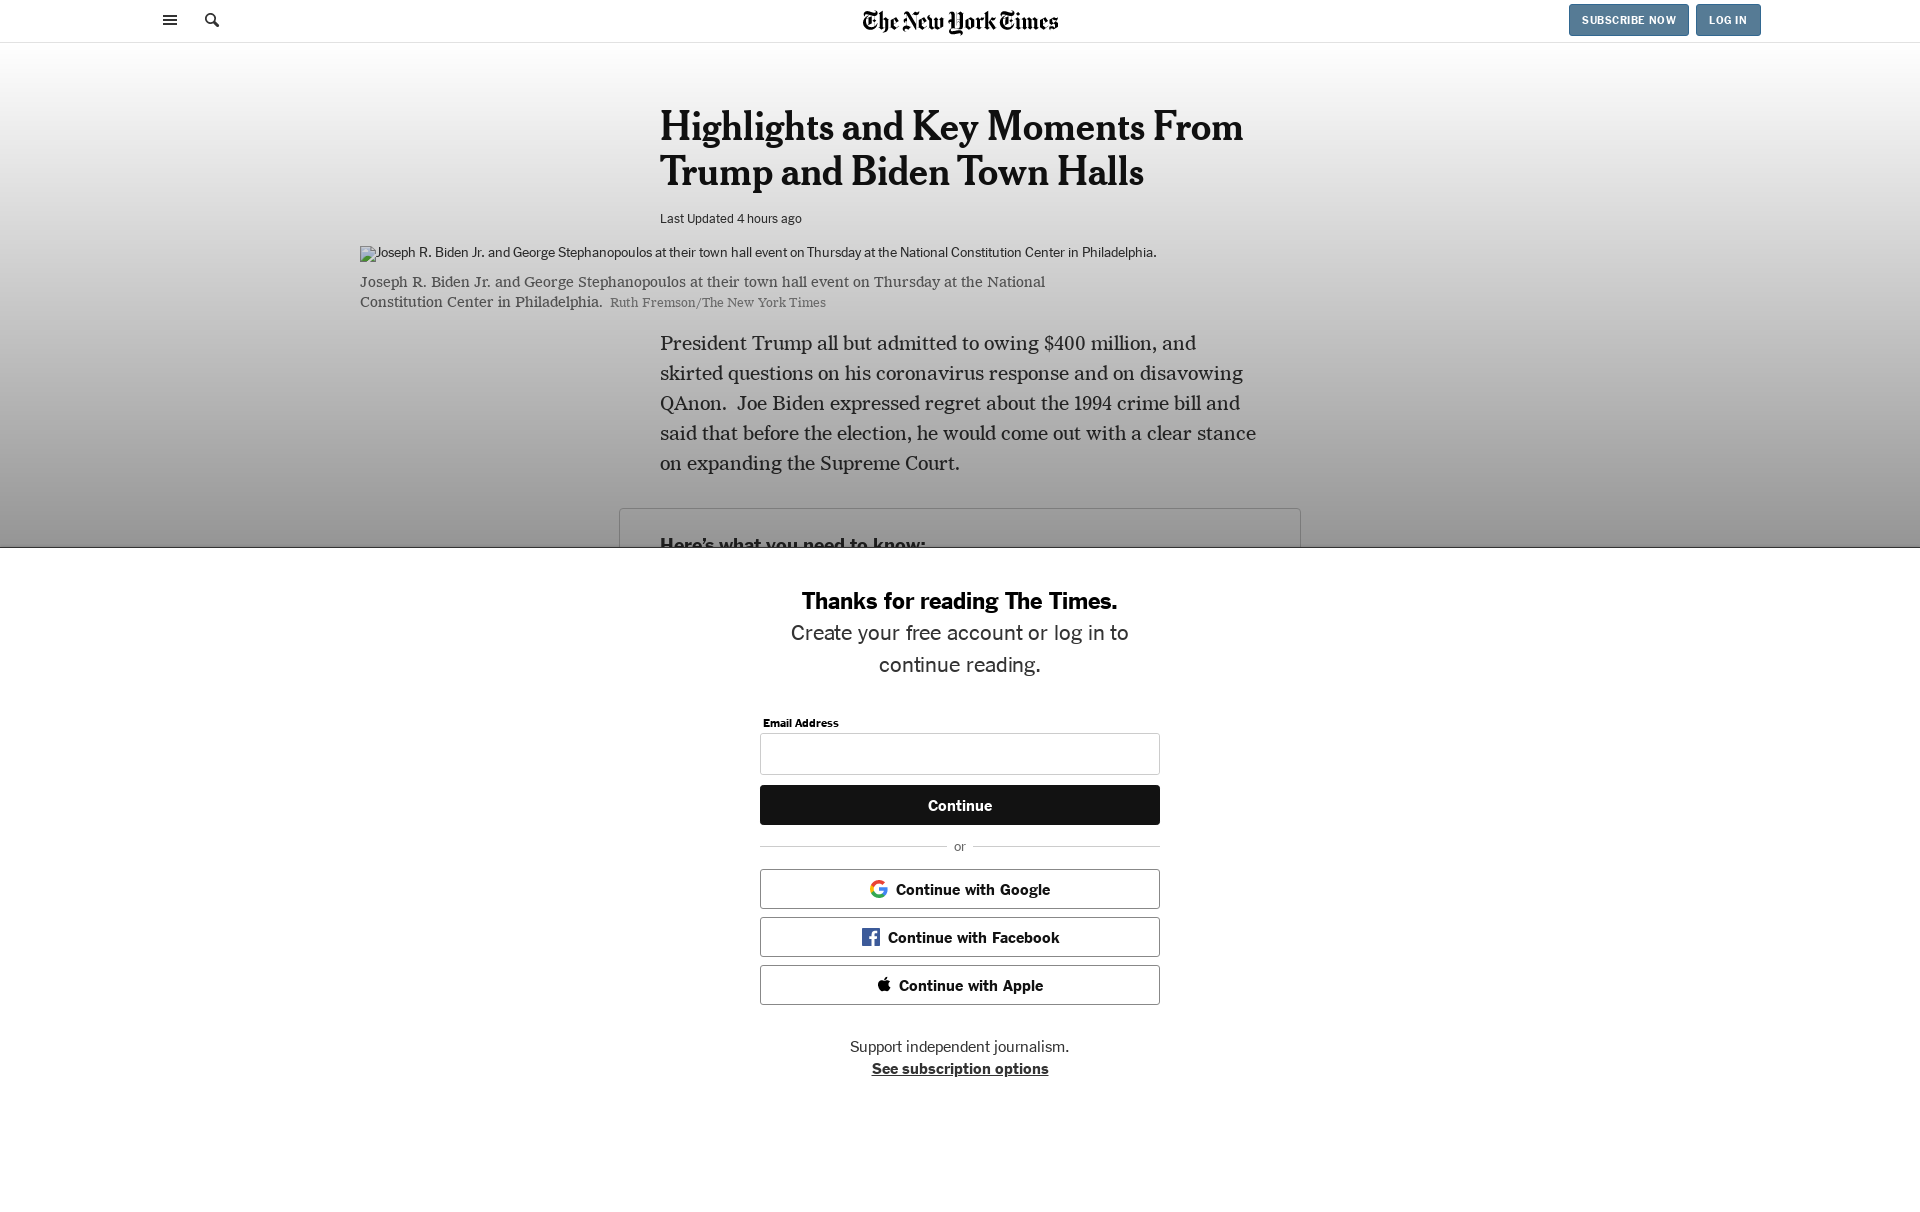 The New York Times
SUBSCRIBE NOW
LOG IN
Highlights and Key Moments From
Trump and Biden Town Halls
Last Updated 4 hours ago
Joseph R. Biden Jr. and George Stephanopoulos at their town hall event on Thursday at the National Constitution Center in Philadelphia.
Joseph R. Biden Jr. and George Stephanopoulos at their town hall event on Thursday at the National
Constitution Center in Philadelphia. Ruth Fremson/The New York Times
President Trump all but admitted to owing $400 million, and
skirted questions on his coronavirus response and on disavowing
QAnon. Joe Biden expressed regret about the 1994 crime bill and
said that before the election, he would come out with a clear stance
on expanding the Supreme Court.
Here’s what you need to know:
Thanks for reading The Times.
Create your free account or log in to
continue reading.
Email Address
Continue
or
Continue with Google
Continue with Facebook
Continue with Apple
Support independent journalism.
See subscription options